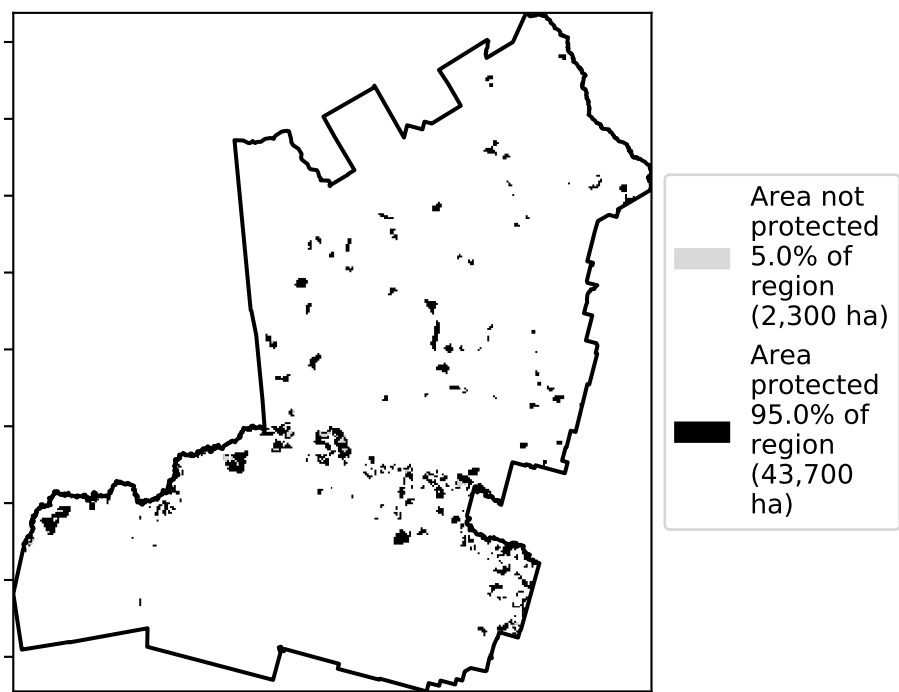 Area not
protected
5.0% of
region
(2,300 ha)
Area
protected
95.0% of
region
(43,700
ha)